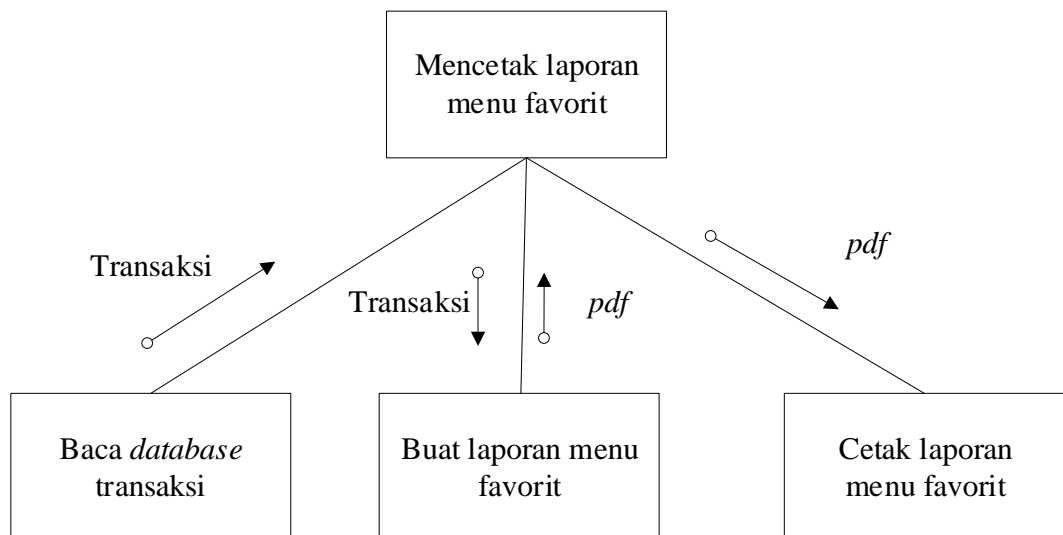 Mencetak laporan
menu favorit
Transaksi
Transaksi
pdf
pdf
Baca database
transaksi
Buat laporan menu
favorit
Cetak laporan
menu favorit